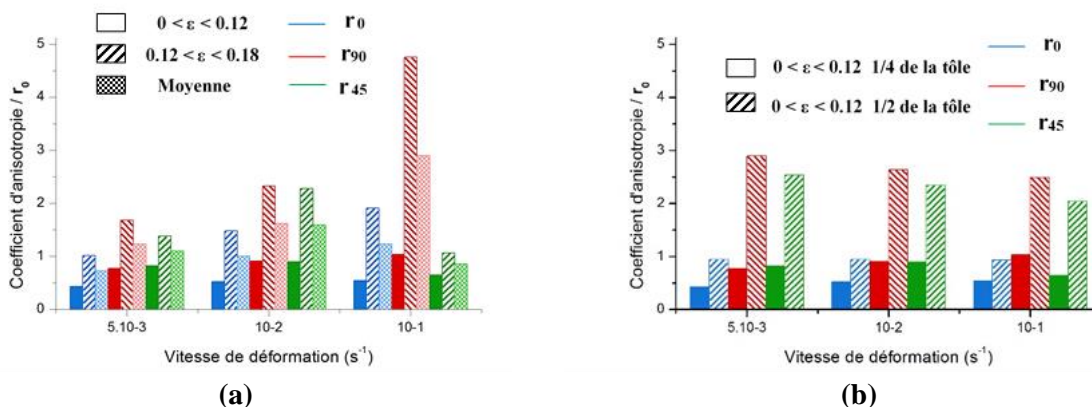 0 < ε < 0.12
r0
0.12 < ε < 0.18
r90
Moyenne
r45
Coefficient d'anisotropie / r0
5
4
3
2
1
0
5.10-3
10-2
10-1
Vitesse de déformation (s-1)
(a)
r0
0 < ε < 0.12 1/4 de la tôle
r90
0 < ε < 0.12 1/2 de la tôle
r45
Coefficient d'anisotropie / r0
5
4
3
2
1
0
5.10-3
10-2
10-1
Vitesse de déformation (s-1)
(b)